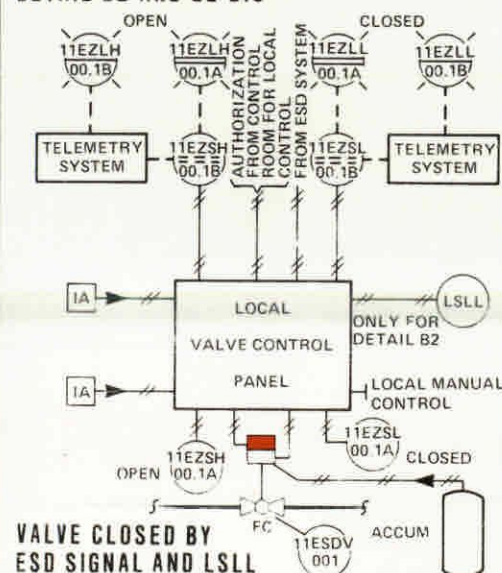 OPEN
CLOSED
11EZLH
00.1B
11EZLH
00.1A
11EZLL
00.1A
11EZLL
00.1B
AUTHORIZATION
FROM CONTROL
ROOM FOR LOCAL
CONTROL
FROM ESD SYSTEM
TELEMETRY
SYSTEM
11EZSH
00.1B
11EZSL
00.1B
TELEMETRY
SYSTEM
IA
LOCAL
VALVE CONTROL
PANEL
LSLL
ONLY FOR
DETAIL B2
IA
LOCAL MANUAL
CONTROL
11EZSH
00.1A
OPEN
11EZSL
00.1A
CLOSED
FC
ACCUM
11ESDV
001
VALVE CLOSED BY
ESD SIGNAL AND LSLL